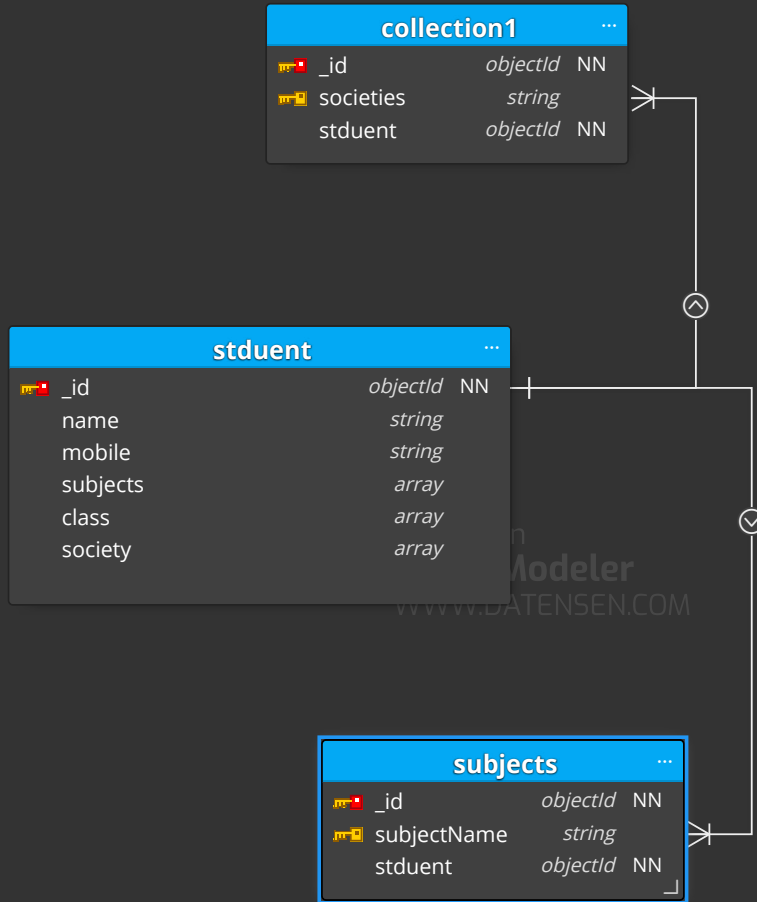 collection1 ...
_id objectId NN
societies string
stduent objectId NN
stduent ...
_id objectId NN
name string
mobile string
subjects array
class array
society array
Modeler
WWW.DATENSEN.COM
subjects ...
_id objectId NN
subjectName string
stduent objectId NN